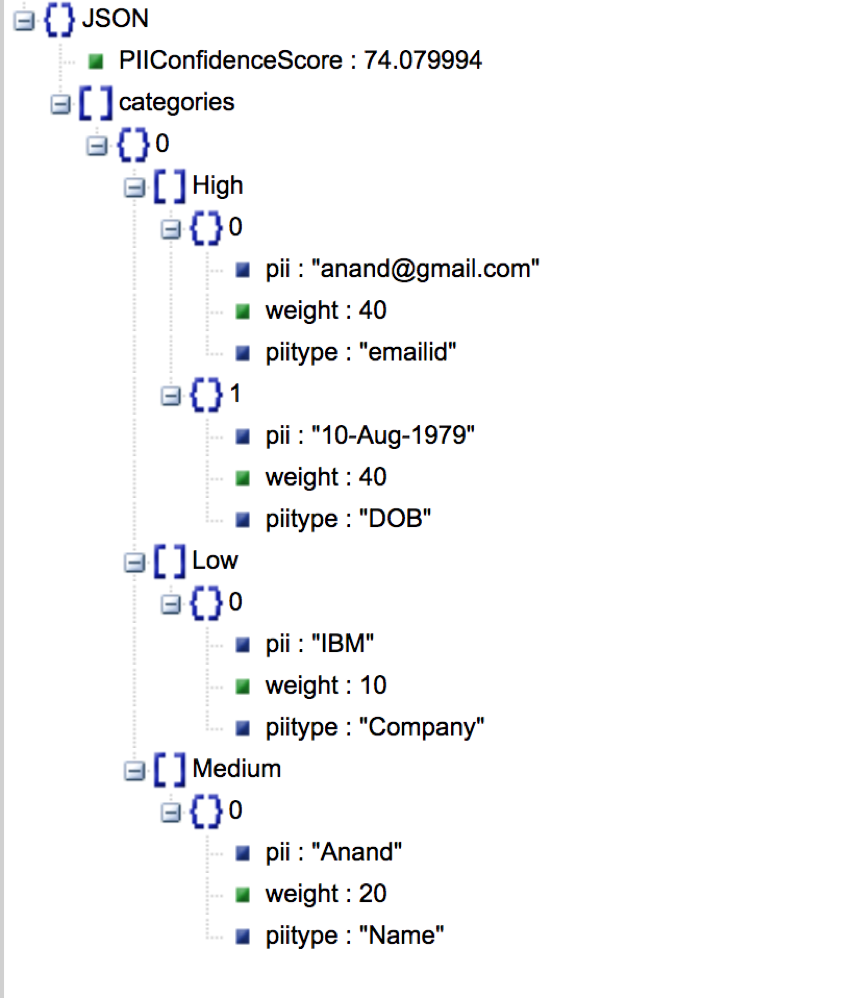 JSON
PIIConfidenceScore : 74.079994
categories
0
High
0
pii : "anand@gmail.com"
weight : 40
piitype : "emailid"
1
pii : "10-Aug-1979"
weight : 40
piitype : "DOB"
Low
0
pii : "IBM"
weight : 10
piitype : "Company"
Medium
0
pii : "Anand"
weight : 20
piitype : "Name"